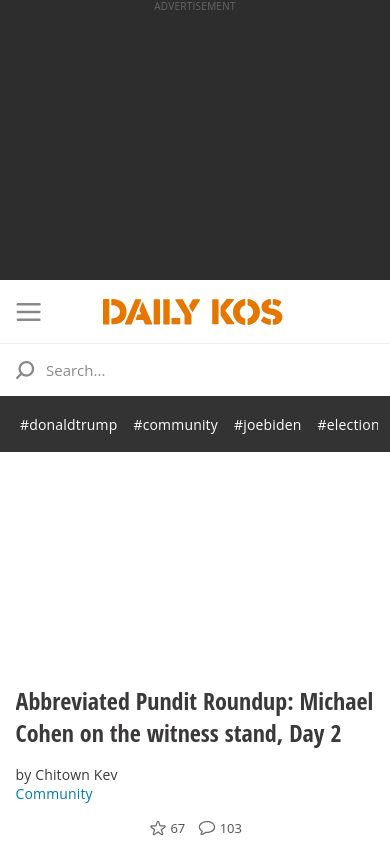 ADVERTISEMENT
DAILY KOS
Search...
#donaldtrump #community #joebiden #election
Abbreviated Pundit Roundup: Michael
Cohen on the witness stand, Day 2
by Chitown Kev
Community
67 103